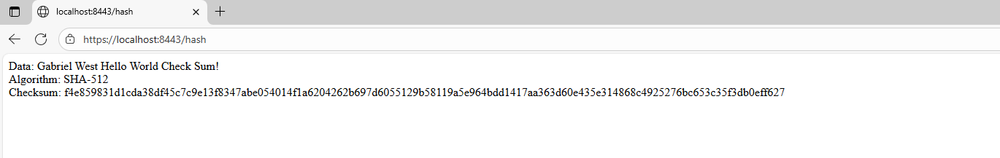 localhost:8443/hash
https://localhost:8443/hash
Data: Gabriel West Hello World Check Sum!
Algorithm: SHA-512
Checksum: f4e859831d1cda38df45c7c9e13f8347abe054014f1a6204262b697d6055129b58119a5e964bdd1417aa363d60e435e314868c4925276bc653c35f3db0eff627